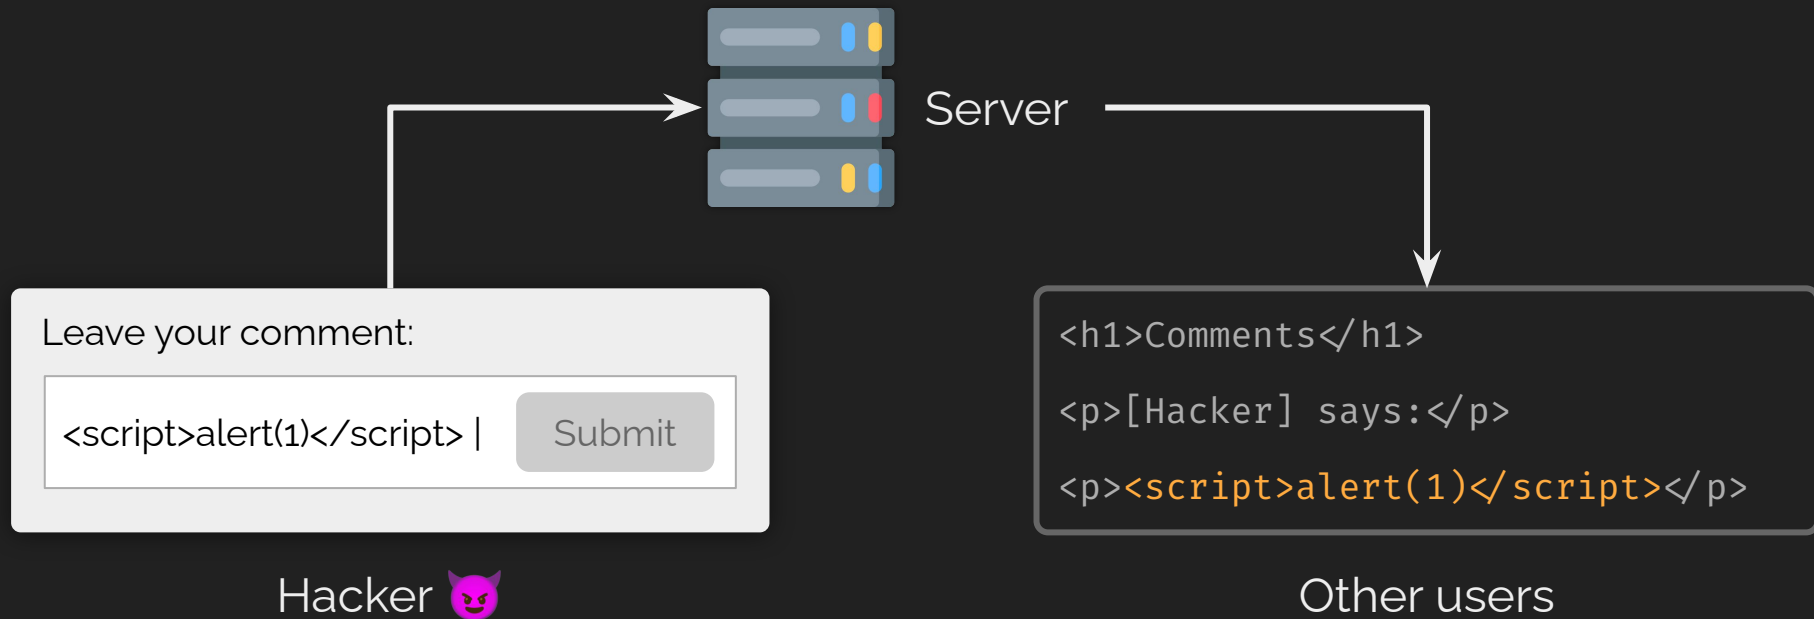 Server
Leave your comment:
<script>alert(1)</script> |
Submit
Hacker 😈
<h1>Comments</h1>
<p>[Hacker] says:</p>
<p><script>alert(1)</script></p>
Other users